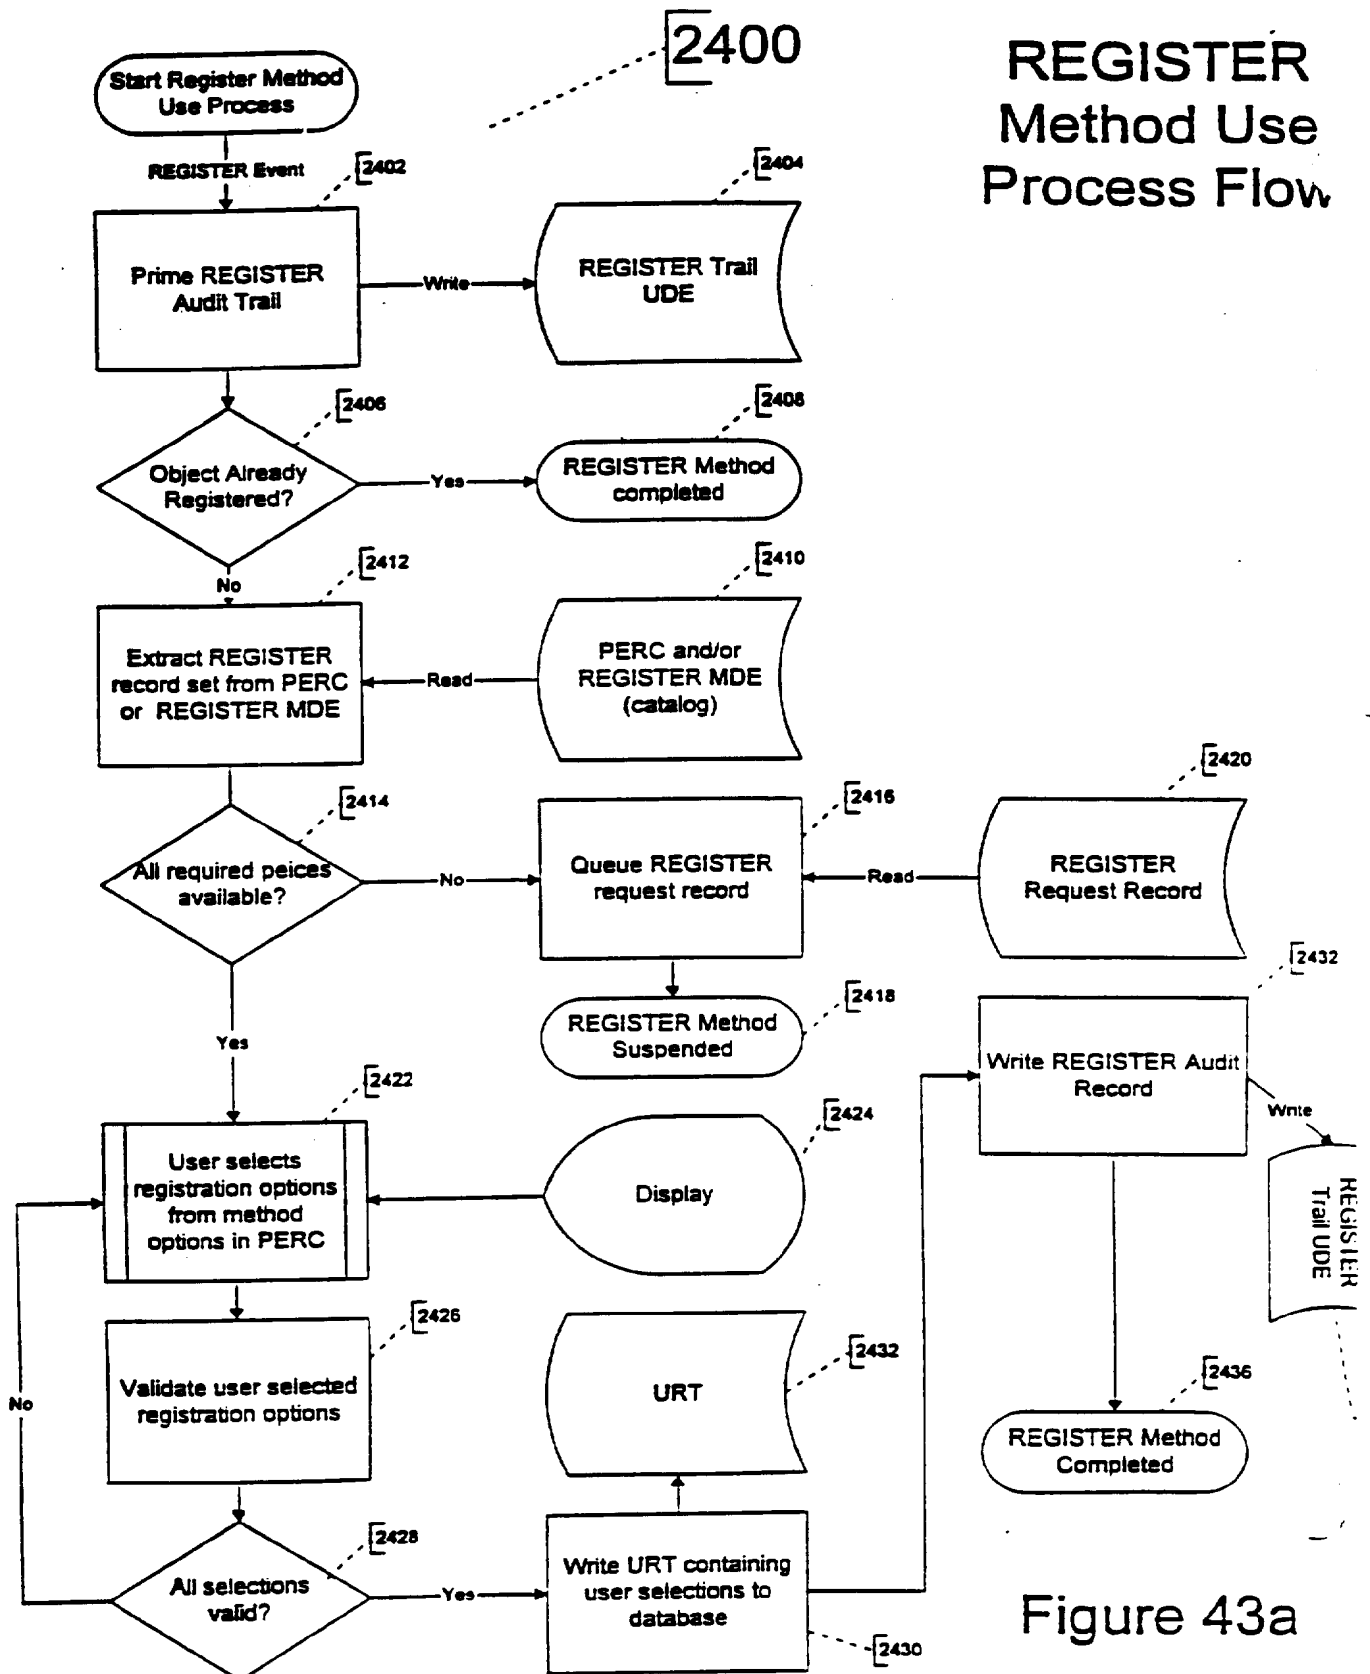 2400
REGISTER
Method Use
Process Flow
Start Register Method
Use Process
REGISTER Event
2402
Prime REGISTER
Audit Trail
Write
2404
REGISTER Trail
UDE
2406
Object Already
Registered?
Yes
2408
REGISTER Method
completed
No
2412
Extract REGISTER
record set from PERC
or REGISTER MDE
Read
2410
PERC and/or
REGISTER MDE
(catalog)
2414
All required peices
available?
No
2416
Queue REGISTER
request record
Read
2420
REGISTER
Request Record
2418
REGISTER Method
Suspended
Yes
2422
User selects
registration options
from method
options in PERC
2424
Display
2426
Validate user selected
registration options
No
2428
All selections
valid?
Yes
2432
URT
Write URT containing
user selections to
database
2430
2432
Write REGISTER Audit
Record
Write
REGISTER
Trail UDE
2436
REGISTER Method
Completed
Figure 43a